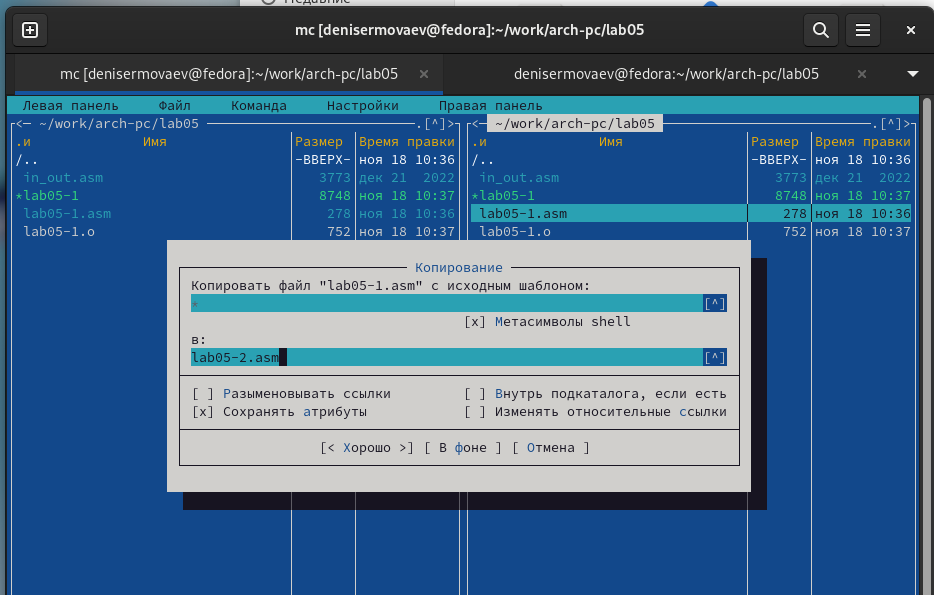 Недавние
mc [denisermovaev@fedora]:~/work/arch-pc/lab05
mc [denisermovaev@fedora]:~/work/arch-pc/lab05 × denisermovaev@fedora:~/work/arch-pc/lab05 ×
Левая панель Файл Команда Настройки Правая панель
<─ ~/work/arch-pc/lab05 .[^]> <─ ~/work/arch-pc/lab05 .[^]>
.и Имя Размер Время правки .и Имя Размер Время правки
/.. -ВВЕРХ- ноя 18 10:36 /.. -ВВЕРХ- ноя 18 10:36
in_out.asm 3773 дек 21 2022 in_out.asm 3773 дек 21 2022
*lab05-1 8748 ноя 18 10:37 *lab05-1 8748 ноя 18 10:37
lab05-1.asm 278 ноя 18 10:36 lab05-1.asm 278 ноя 18 10:36
lab05-1.o 752 ноя 18 10:37 lab05-1.o 752 ноя 18 10:37
Копирование
Копировать файл "lab05-1.asm" с исходным шаблоном:
* [^]
[x] Метасимволы shell
в:
lab05-2.asm [^]
[ ] Разыменовывать ссылки [ ] Внутрь подкаталога, если есть
[x] Сохранять атрибуты [ ] Изменять относительные ссылки
[< Хорошо >] [ В фоне ] [ Отмена ]